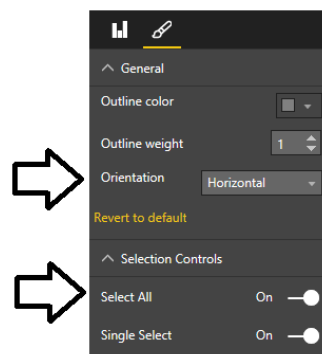 General
Outline color
Outline weight 1
Orientation Horizontal
Revert to default
Selection Controls
Select All On
Single Select On